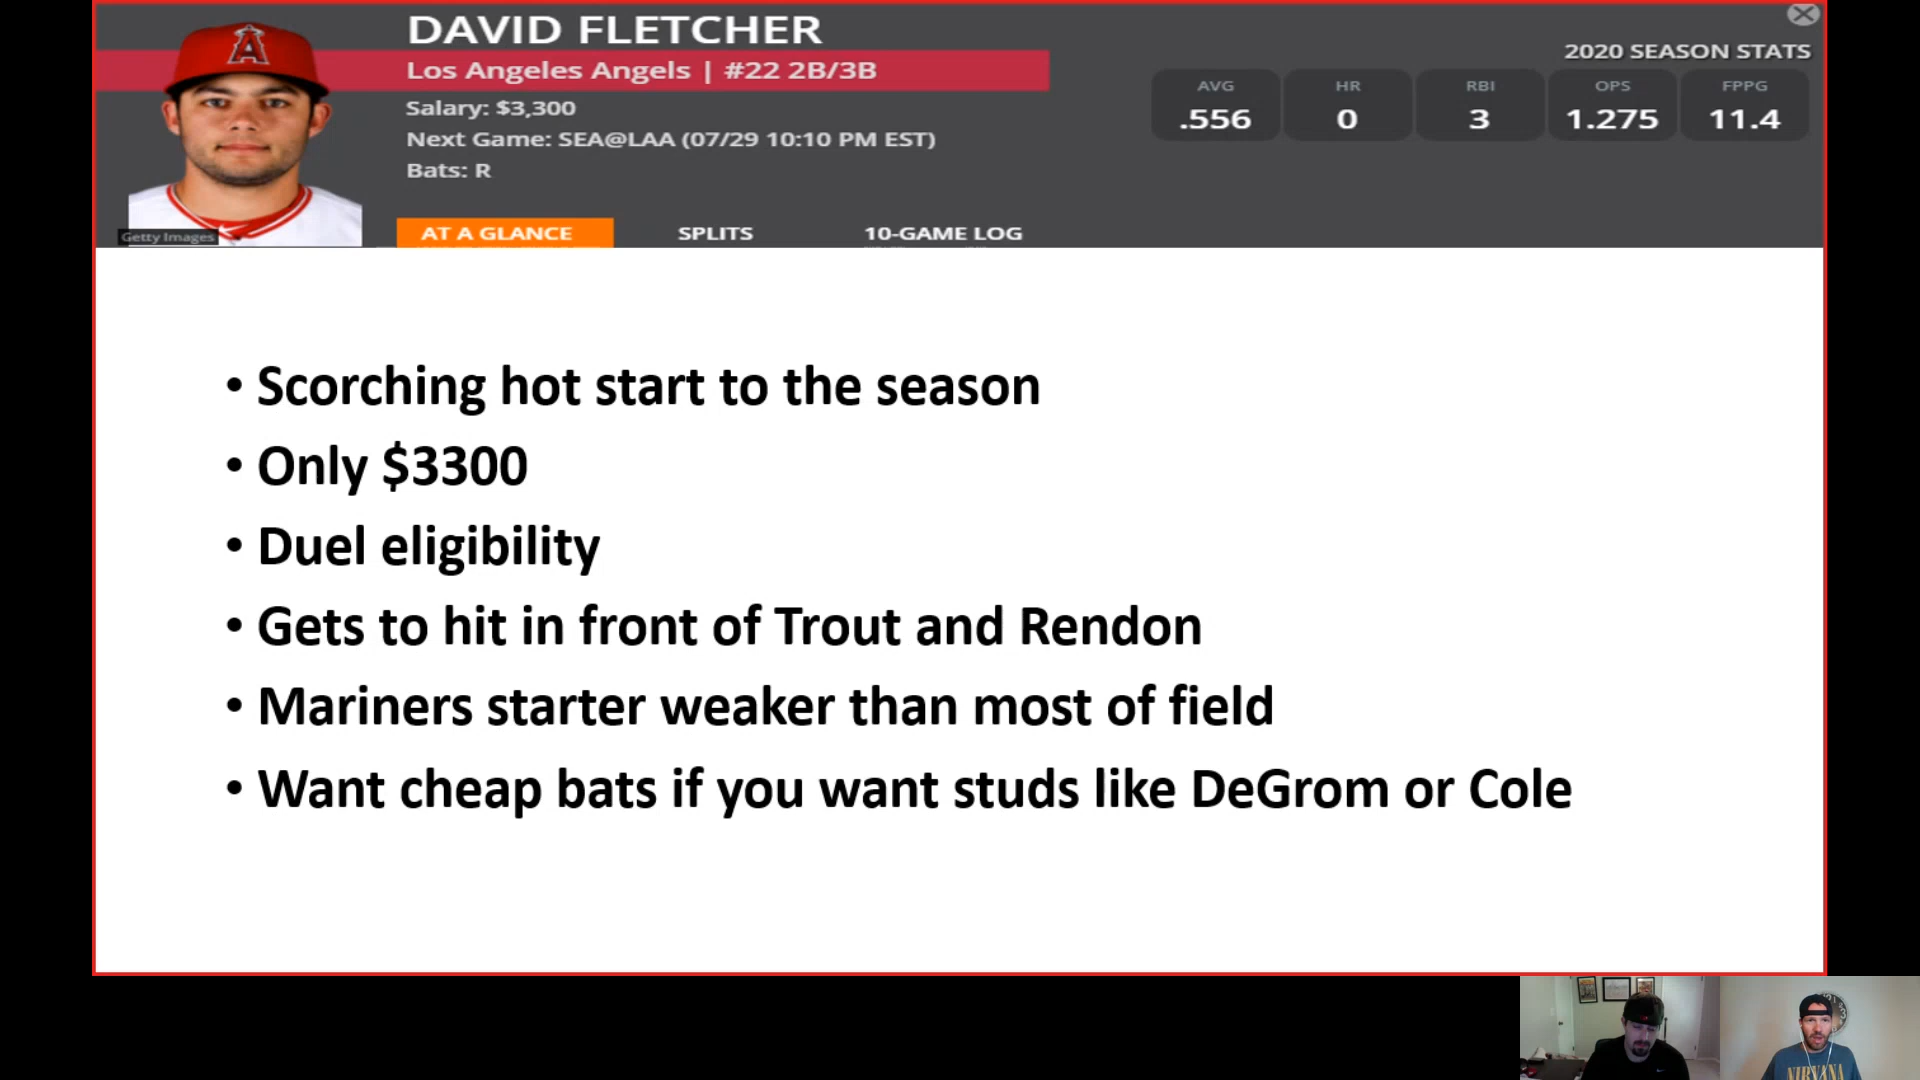 DAVID FLETCHER
Los Angeles Angels | #22 2B/3B
Salary: $3,300
Next Game: SEA@LAA (07/29 10:10 PM EST)
Bats: R
2020 SEASON STATS
AVG HR RBI OPS FPPG
.556 0 3 1.275 11.4
Getty Images
AT A GLANCE SPLITS 10-GAME LOG
• Scorching hot start to the season
• Only $3300
• Duel eligibility
• Gets to hit in front of Trout and Rendon
• Mariners starter weaker than most of field
• Want cheap bats if you want studs like DeGrom or Cole
NIRVANA